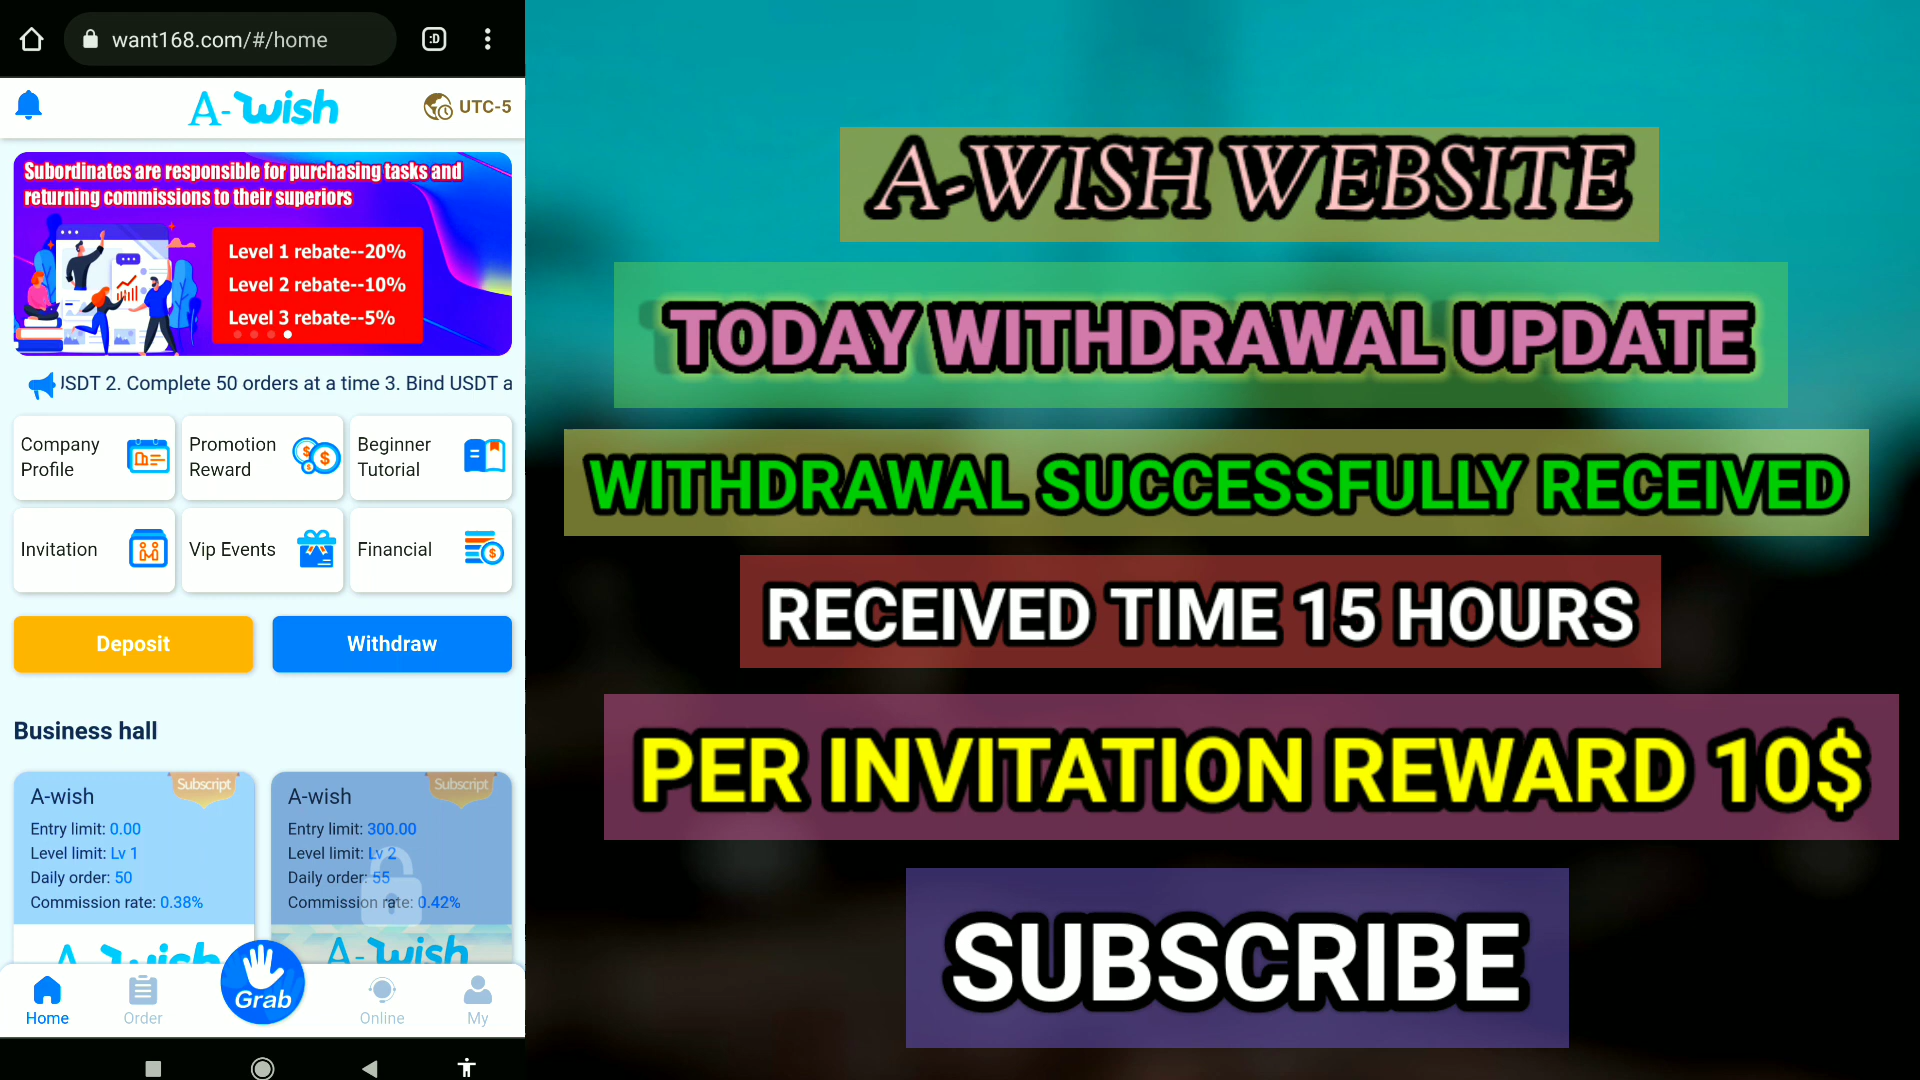 want168.com/#/home
:D
A-wish
UTC-5
Subordinates are responsible for purchasing tasks and
returning commissions to their superiors
Level 1 rebate--20%
Level 2 rebate--10%
Level 3 rebate--5%
USDT 2. Complete 50 orders at a time 3. Bind USDT a
Company
Profile
Promotion
Reward
Beginner
Tutorial
Invitation
Vip Events
Financial
Deposit
Withdraw
Business hall
Subscript
A-wish
Entry limit: 0.00
Level limit: Lv 1
Daily order: 50
Commission rate: 0.38%
A-wish
Subscript
A-wish
Entry limit: 300.00
Level limit: Lv 2
Daily order: 55
Commission rate: 0.42%
A-wish
Home
Order
Grab
Online
My
A-WISH WEBSITE
TODAY WITHDRAWAL UPDATE
WITHDRAWAL SUCCESSFULLY RECEIVED
RECEIVED TIME 15 HOURS
PER INVITATION REWARD 10$
SUBSCRIBE